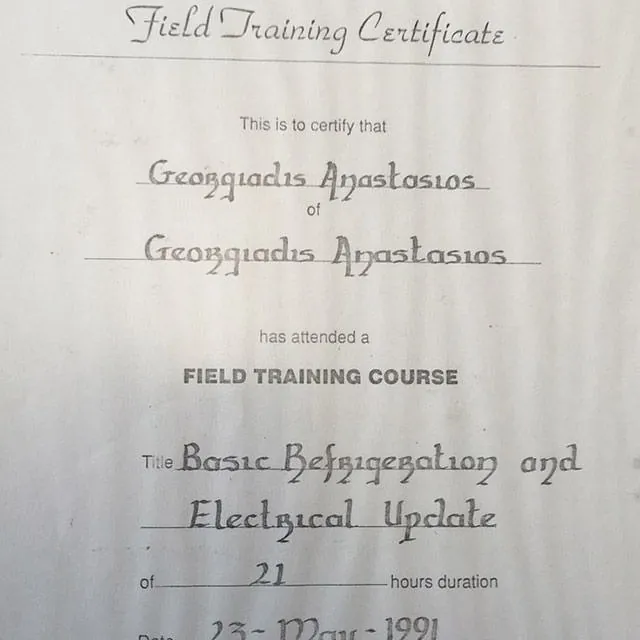 Field Training Certificate
This is to certify that
Georgiadis Anastasios
of
Georgiadis Anastasios
has attended a
FIELD TRAINING COURSE
Title Basic Refrigeration and
Electrical Update
of 21 hours duration
Date 23-May-1991